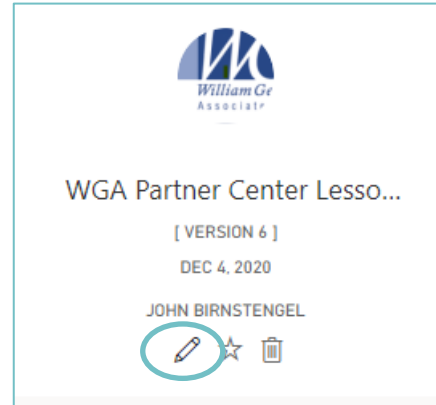 William Ge
Associat
WGA Partner Center Lesso...
[ VERSION 6 ]
DEC 4, 2020
JOHN BIRNSTENGEL